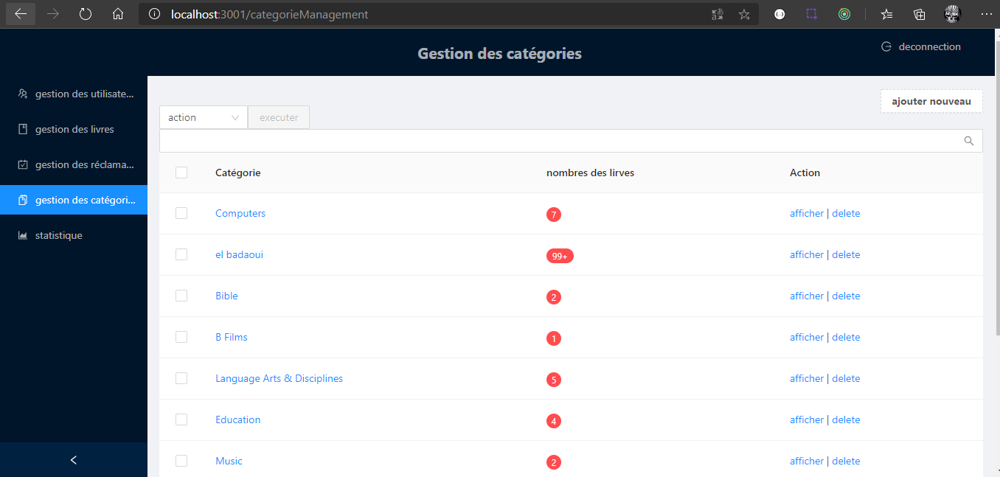 localhost:3001/categorieManagement
Gestion des catégories
deconnection
gestion des utilisate...
gestion des livres
gestion des réclama...
gestion des catégori...
statistique
ajouter nouveau
action
executer
Catégorie nombres des lirves Action
Computers 7 afficher | delete
el badaoui 99+ afficher | delete
Bible 2 afficher | delete
B Films 1 afficher | delete
Language Arts & Disciplines 5 afficher | delete
Education 4 afficher | delete
Music 2 afficher | delete